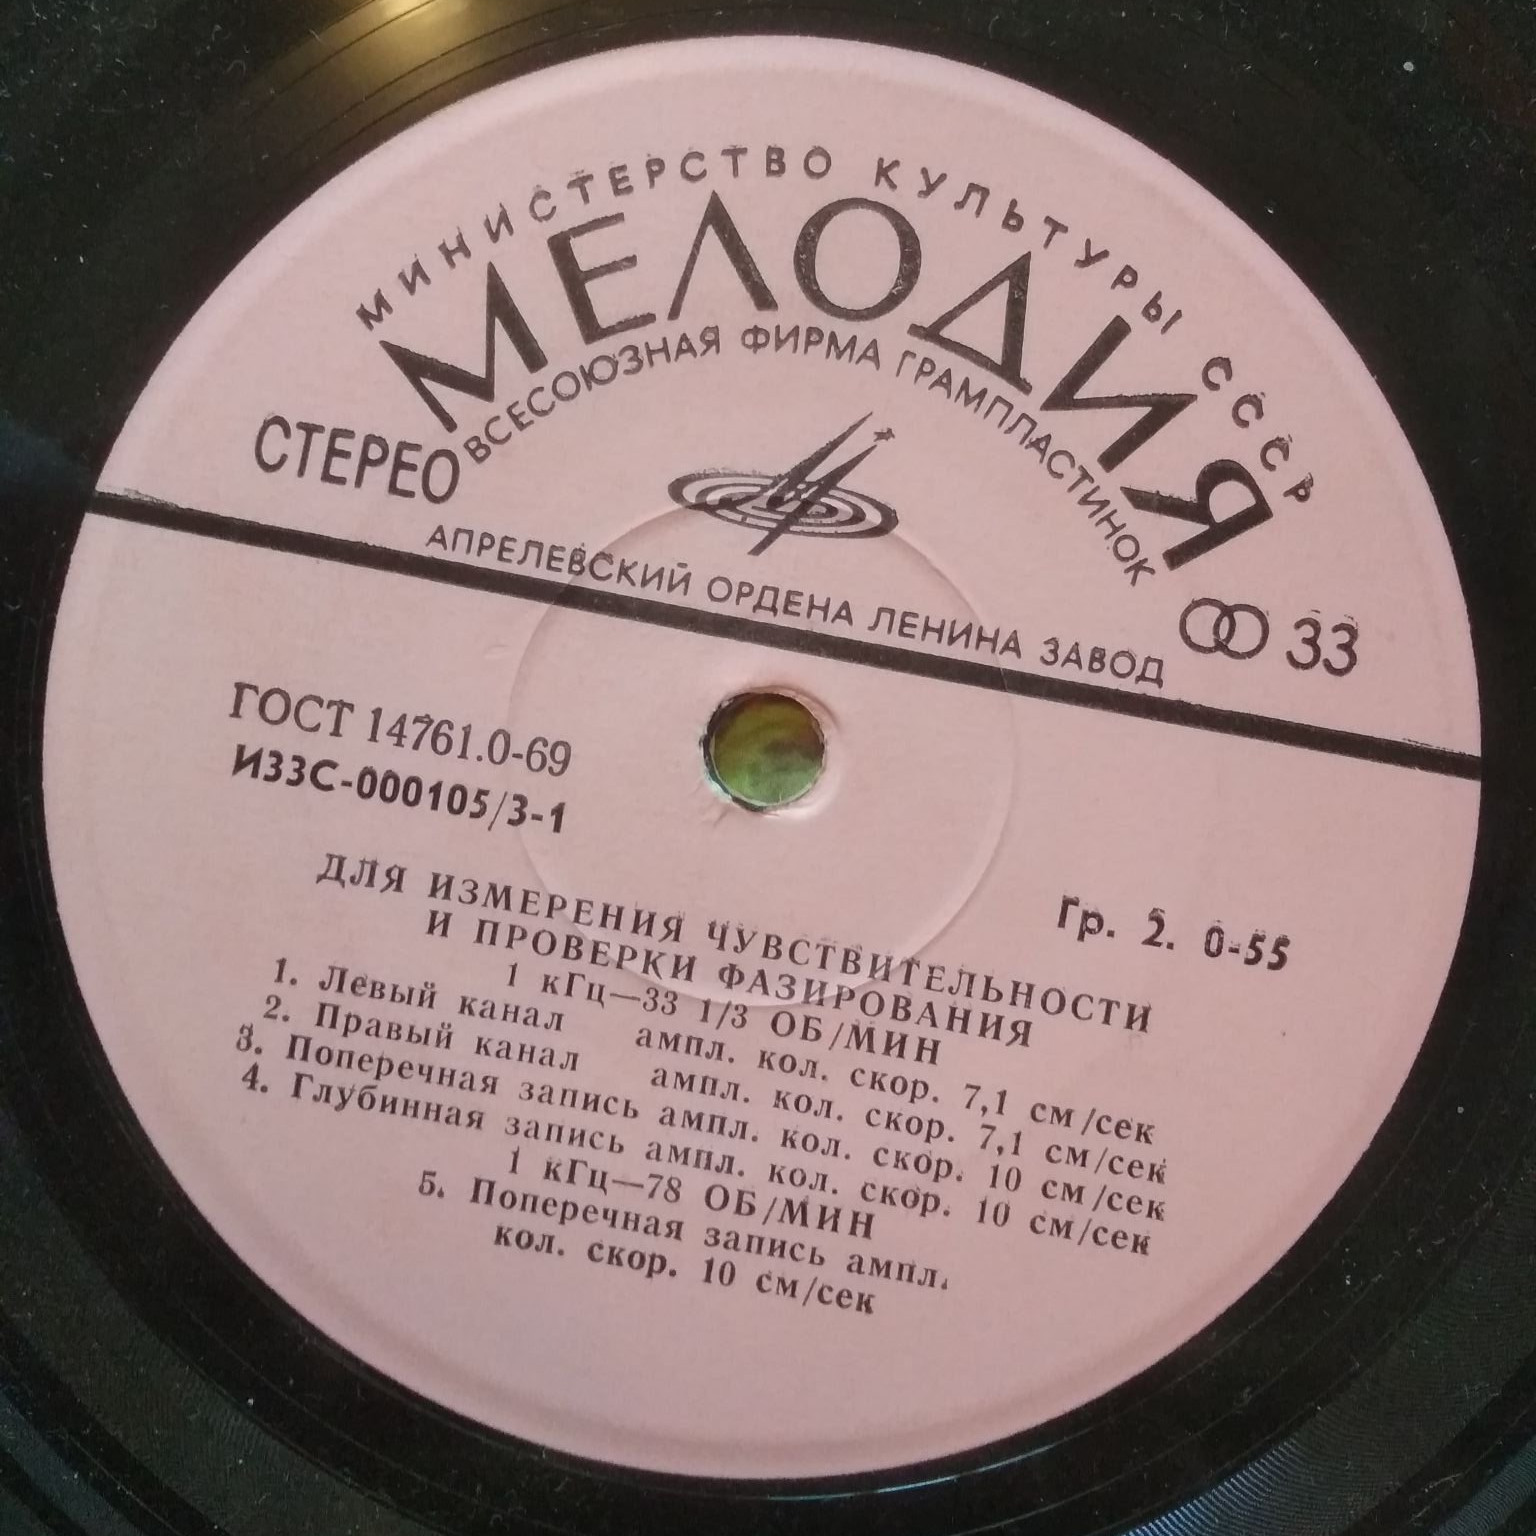 МИНИСТЕРСТВО КУЛЬТУРЫ СССР
МЕЛОДИЯ
ВСЕСОЮЗНАЯ ФИРМА ГРАМПЛАСТИНОК
СТЕРЕО
АПРЕЛЕВСКИЙ ОРДЕНА ЛЕНИНА ЗАВОД
33
ГОСТ 14761.0-69
ИЗЗС-000105/3-1
Гр. 2. 0-55
ДЛЯ ИЗМЕРЕНИЯ ЧУВСТВИТЕЛЬНОСТИ
И ПРОВЕРКИ ФАЗИРОВАНИЯ
1 кГц—33 1/3 ОБ/МИН
1. Левый канал ампл. кол. скор. 7,1 см/сек
2. Правый канал ампл. кол. скор. 7,1 см/сек
3. Поперечная запись ампл. кол. скор. 10 см/сек
4. Глубинная запись ампл. кол. скор. 10 см/сек
1 кГц—78 ОБ/МИН
5. Поперечная запись ампл.
кол. скор. 10 см/сек